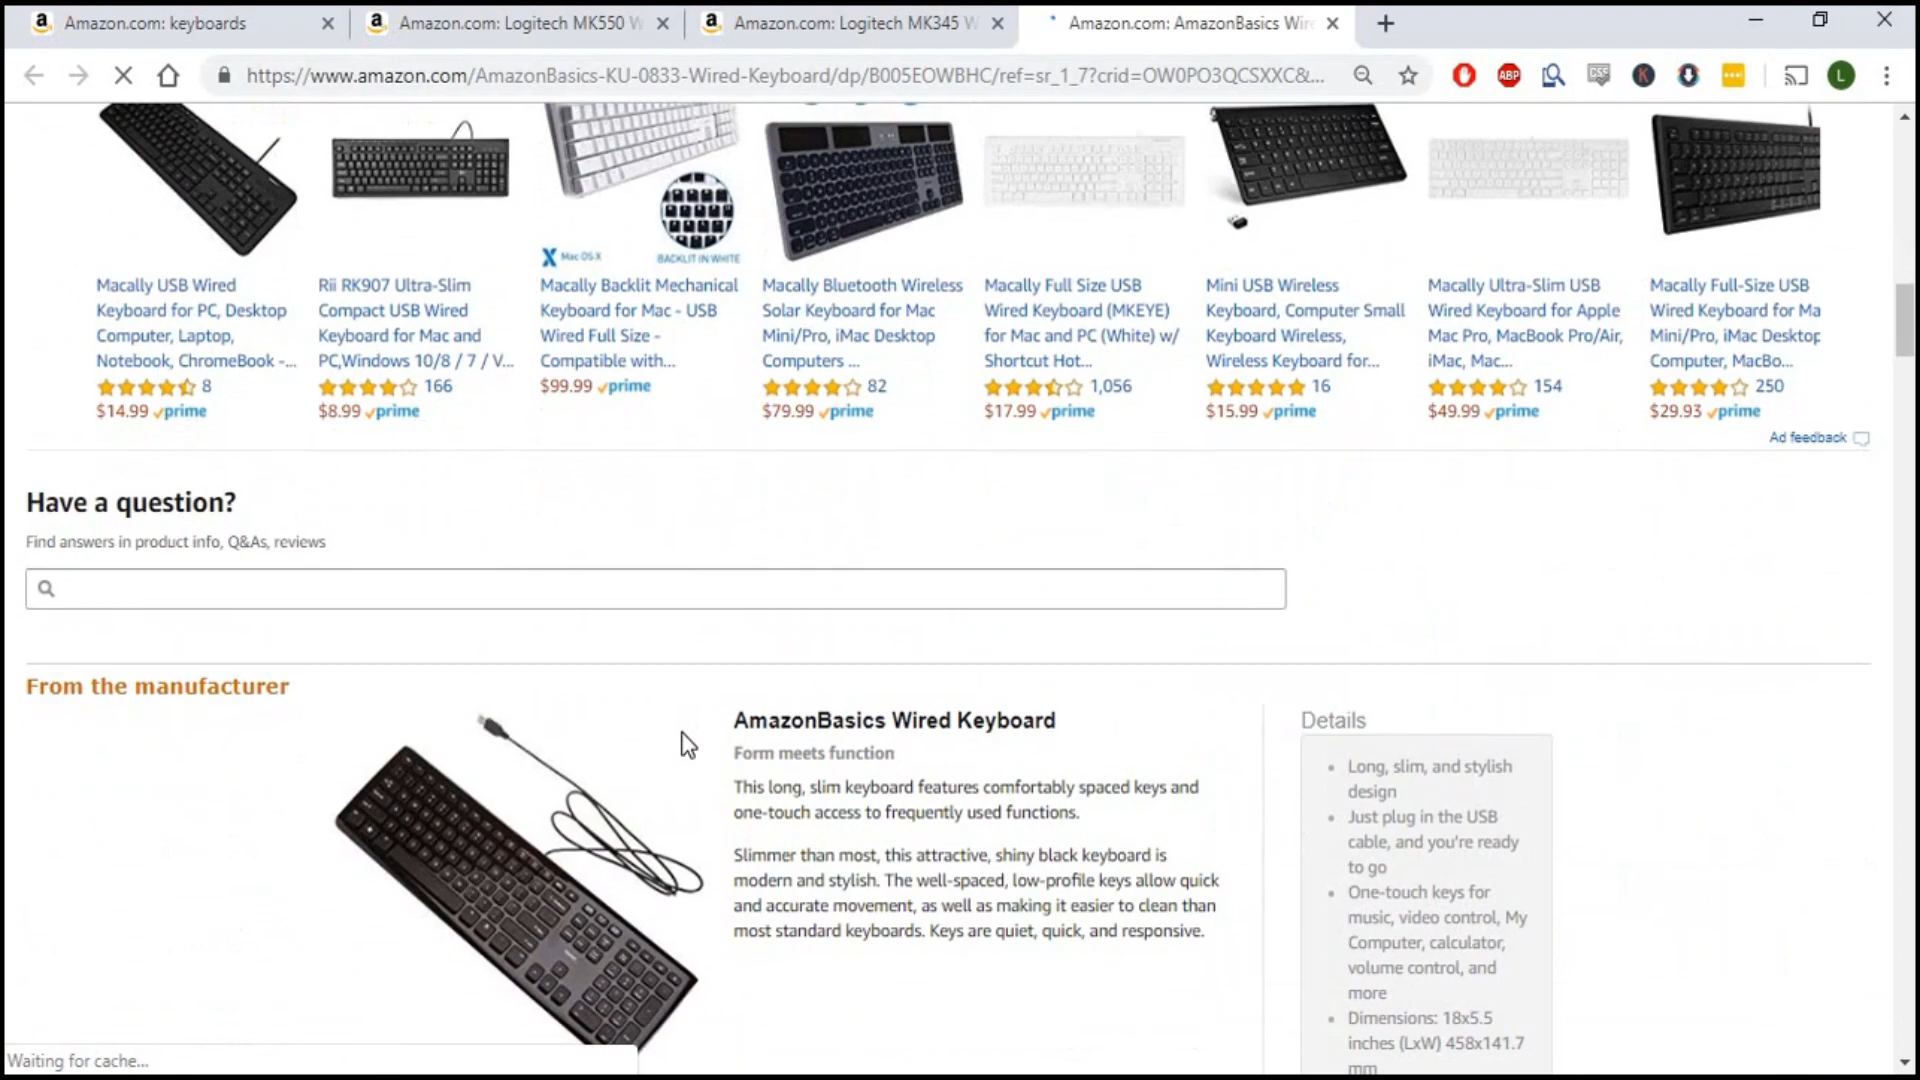 Amazon.com: keyboards
Amazon.com: Logitech MK550 W
Amazon.com: Logitech MK345 W
Amazon.com: AmazonBasics Wire
https://www.amazon.com/AmazonBasics-KU-0833-Wired-Keyboard/dp/B005EOWBHC/ref=sr_1_7?crid=OW0PO3QCSXXC&...
ABP
CSS
K
L
Mac OS X
BACKLIT IN WHITE
Macally USB Wired
Keyboard for PC, Desktop
Computer, Laptop,
Notebook, ChromeBook -...
8
$14.99 prime
Rii RK907 Ultra-Slim
Compact USB Wired
Keyboard for Mac and
PC,Windows 10/8 / 7 / V...
166
$8.99 prime
Macally Backlit Mechanical
Keyboard for Mac - USB
Wired Full Size -
Compatible with...
$99.99 prime
Macally Bluetooth Wireless
Solar Keyboard for Mac
Mini/Pro, iMac Desktop
Computers ...
82
$79.99 prime
Macally Full Size USB
Wired Keyboard (MKEYE)
for Mac and PC (White) w/
Shortcut Hot...
1,056
$17.99 prime
Mini USB Wireless
Keyboard, Computer Small
Keyboard Wireless,
Wireless Keyboard for...
16
$15.99 prime
Macally Ultra-Slim USB
Wired Keyboard for Apple
Mac Pro, MacBook Pro/Air,
iMac, Mac...
154
$49.99 prime
Macally Full-Size USB
Wired Keyboard for Ma
Mini/Pro, iMac Desktop
Computer, MacBo...
250
$29.93 prime
Ad feedback
Have a question?
Find answers in product info, Q&As, reviews
From the manufacturer
AmazonBasics Wired Keyboard
Form meets function
This long, slim keyboard features comfortably spaced keys and
one-touch access to frequently used functions.
Slimmer than most, this attractive, shiny black keyboard is
modern and stylish. The well-spaced, low-profile keys allow quick
and accurate movement, as well as making it easier to clean than
most standard keyboards. Keys are quiet, quick, and responsive.
Details
Long, slim, and stylish
design
Just plug in the USB
cable, and you're ready
to go
One-touch keys for
music, video control, My
Computer, calculator,
volume control, and
more
Dimensions: 18x5.5
inches (LxW) 458x141.7
mm
Waiting for cache...